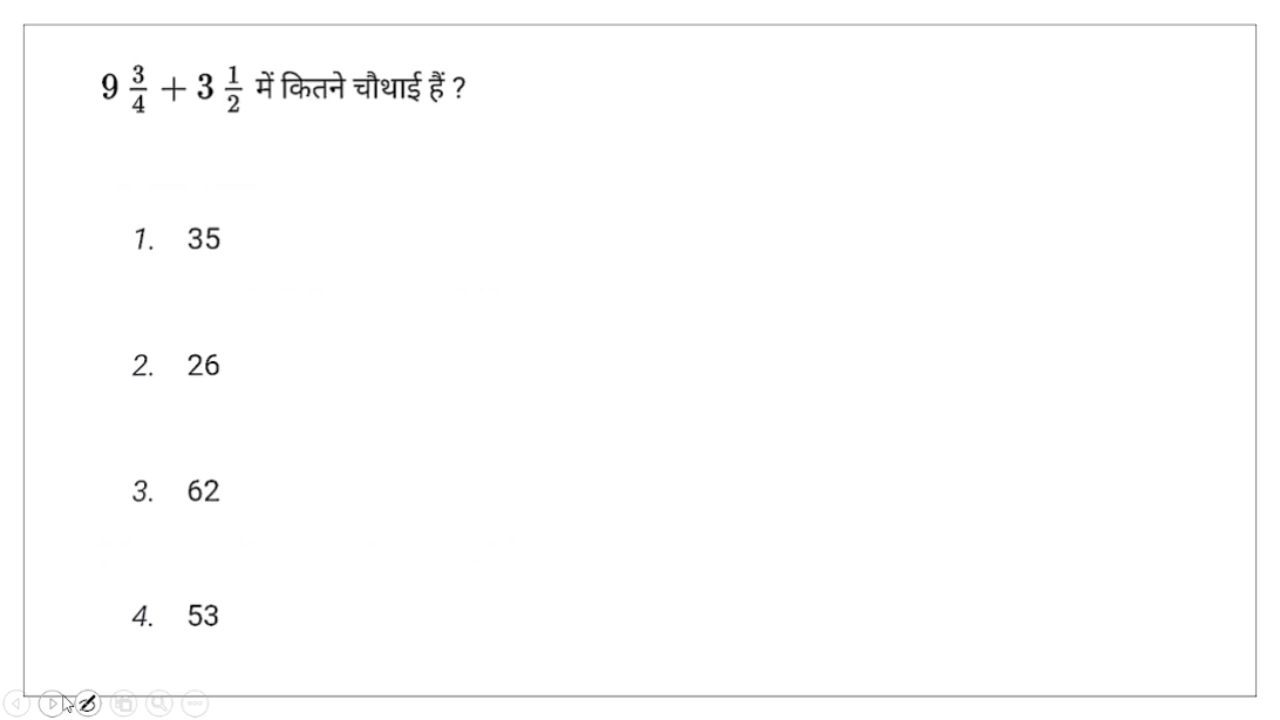 9 3/4 + 3 1/2 में कितने चौथाई हैं ?
1. 35
2. 26
3. 62
4. 53